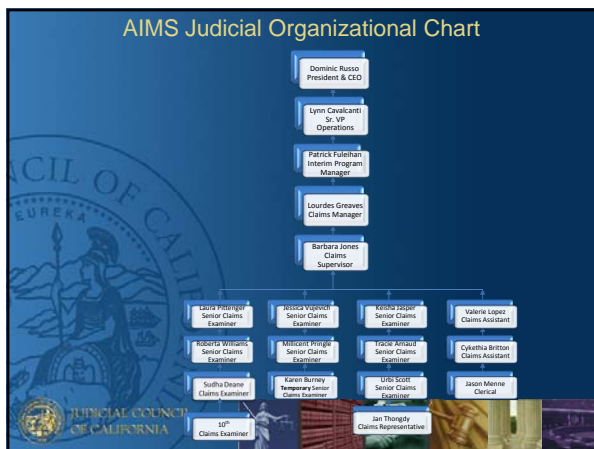 AIMS Judicial Organizational Chart
Dominic Russo
President & CEO
Lynn Cavalcanti
Sr. VP
Operations
Patrick Fuleihan
Interim Program
Manager
Lourdes Greaves
Claims Manager
Barbara Jones
Claims
Supervisor
Laura Pittenger
Senior Claims
Examiner
Jessica Vujevich
Senior Claims
Examiner
Keisha Jasper
Senior Claims
Examiner
Valerie Lopez
Claims Assistant
Roberta Williams
Senior Claims
Examiner
Millicent Pringle
Senior Claims
Examiner
Tracie Arnaud
Senior Claims
Examiner
Cykethia Britton
Claims Assistant
Sudha Deane
Claims Examiner
Karen Burney
Temporary Senior
Claims Examiner
Urbi Scott
Senior Claims
Examiner
Jason Menne
Clerical
10th
Claims Examiner
Jan Thongdy
Claims Representative
NCIL OF CALIF
EUREKA
JUDICIAL COUNCIL
OF CALIFORNIA